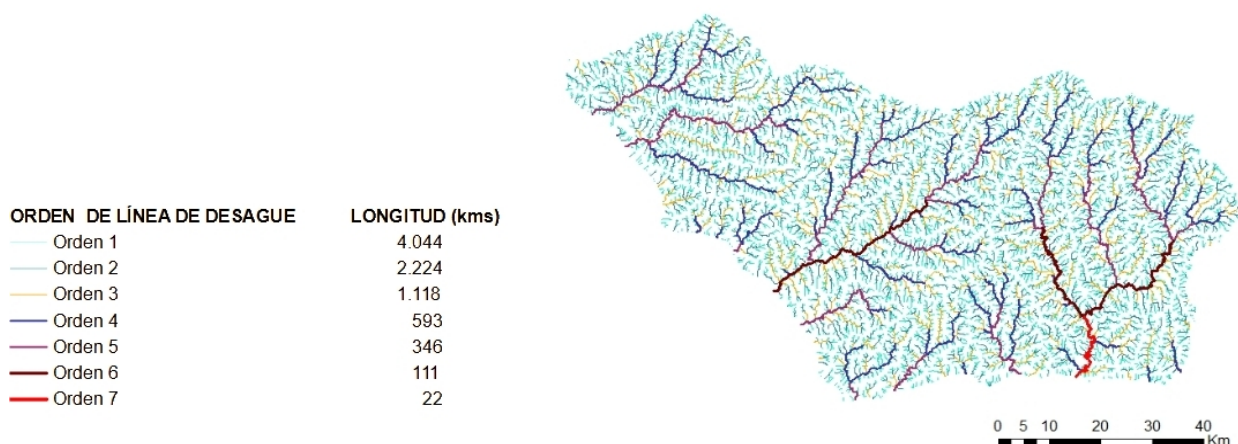 ORDEN DE LÍNEA DE DESAGUE LONGITUD (kms)
Orden 1 4.044
Orden 2 2.224
Orden 3 1.118
Orden 4 593
Orden 5 346
Orden 6 111
Orden 7 22
0 5 10 20 30 40
Km